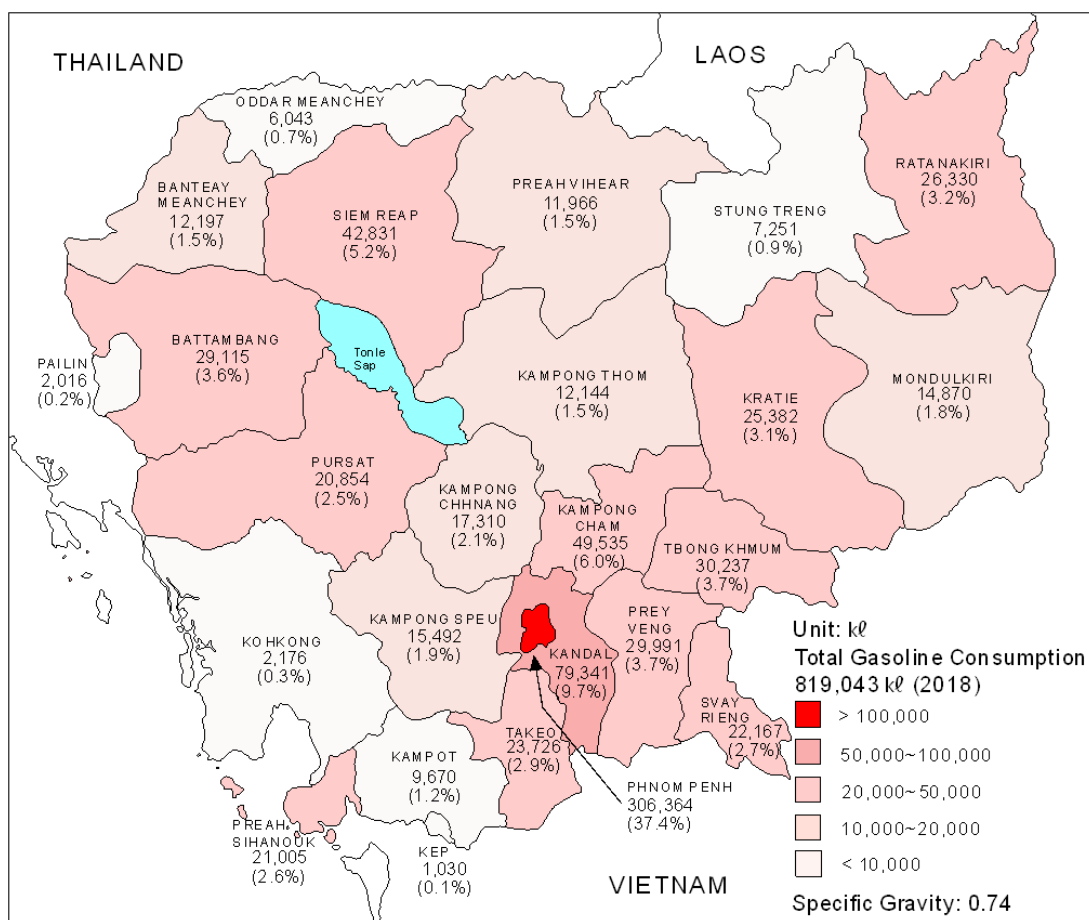 THAILAND
LAOS
ODDAR MEANCHEY
6,043
(0.7%)
BANTEAY
MEANCHEY
12,197
(1.5%)
SIEM REAP
42,831
(5.2%)
PREAH VIHEAR
11,966
(1.5%)
STUNG TRENG
7,251
(0.9%)
RATANAKIRI
26,330
(3.2%)
BATTAMBANG
29,115
(3.6%)
PAILIN
2,016
(0.2%)
Tonle
Sap
KAMPONG THOM
12,144
(1.5%)
KRATIE
25,382
(3.1%)
MONDULKIRI
14,870
(1.8%)
PURSAT
20,854
(2.5%)
KAMPONG
CHHNANG
17,310
(2.1%)
KAMPONG
CHAM
49,535
(6.0%)
TBONG KHMUM
30,237
(3.7%)
KOHKONG
2,176
(0.3%)
KAMPONG SPEU
15,492
(1.9%)
KANDAL
79,341
(9.7%)
PREY
VENG
29,991
(3.7%)
SVAY
RIENG
22,167
(2.7%)
TAKEO
23,726
(2.9%)
KAMPOT
9,670
(1.2%)
PHNOM PENH
306,364
(37.4%)
PREAH
SIHANOUK
21,005
(2.6%)
KEP
1,030
(0.1%)
VIETNAM
Unit: kℓ
Total Gasoline Consumption
819,043 kℓ (2018)
> 100,000
50,000~100,000
20,000~50,000
10,000~20,000
< 10,000
Specific Gravity: 0.74